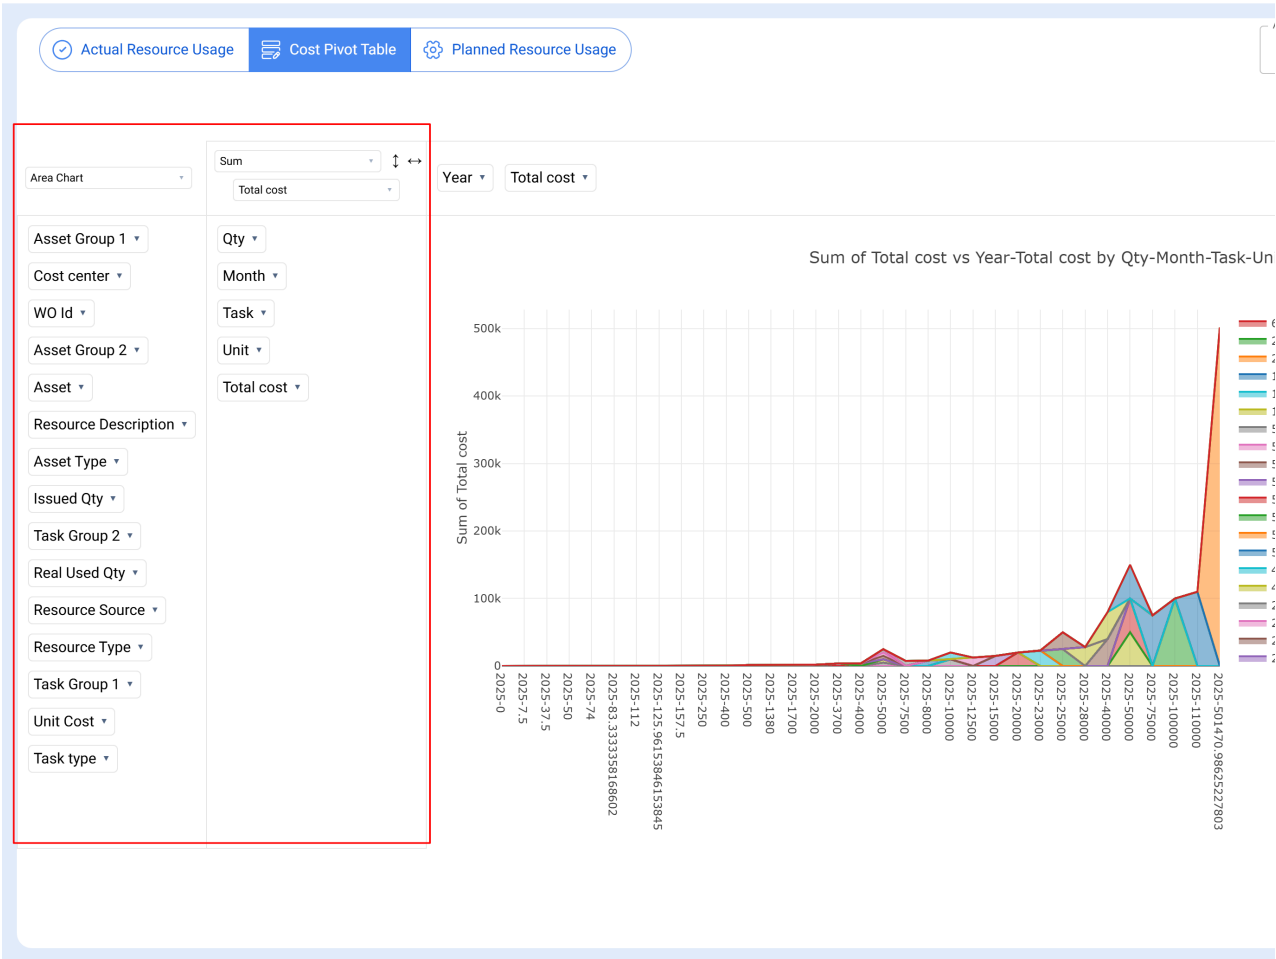 Actual Resource Usage
Cost Pivot Table
Planned Resource Usage
Area Chart
Sum
Total cost
Year
Total cost
Asset Group 1
Cost center
WO Id
Asset Group 2
Asset
Resource Description
Asset Type
Issued Qty
Task Group 2
Real Used Qty
Resource Source
Resource Type
Task Group 1
Unit Cost
Task type
Qty
Month
Task
Unit
Total cost
Sum of Total cost vs Year-Total cost by Qty-Month-Task-Uni
Sum of Total cost
500k
400k
300k
200k
100k
0
2025-0
2025-7.5
2025-37.5
2025-50
2025-74
2025-83.3333358168602
2025-112
2025-125.96153846153845
2025-157.5
2025-250
2025-400
2025-500
2025-1380
2025-1700
2025-2000
2025-3700
2025-4000
2025-5000
2025-7500
2025-8000
2025-10000
2025-12500
2025-15000
2025-20000
2025-23000
2025-25000
2025-28000
2025-40000
2025-50000
2025-75000
2025-100000
2025-110000
2025-501470.98625227803